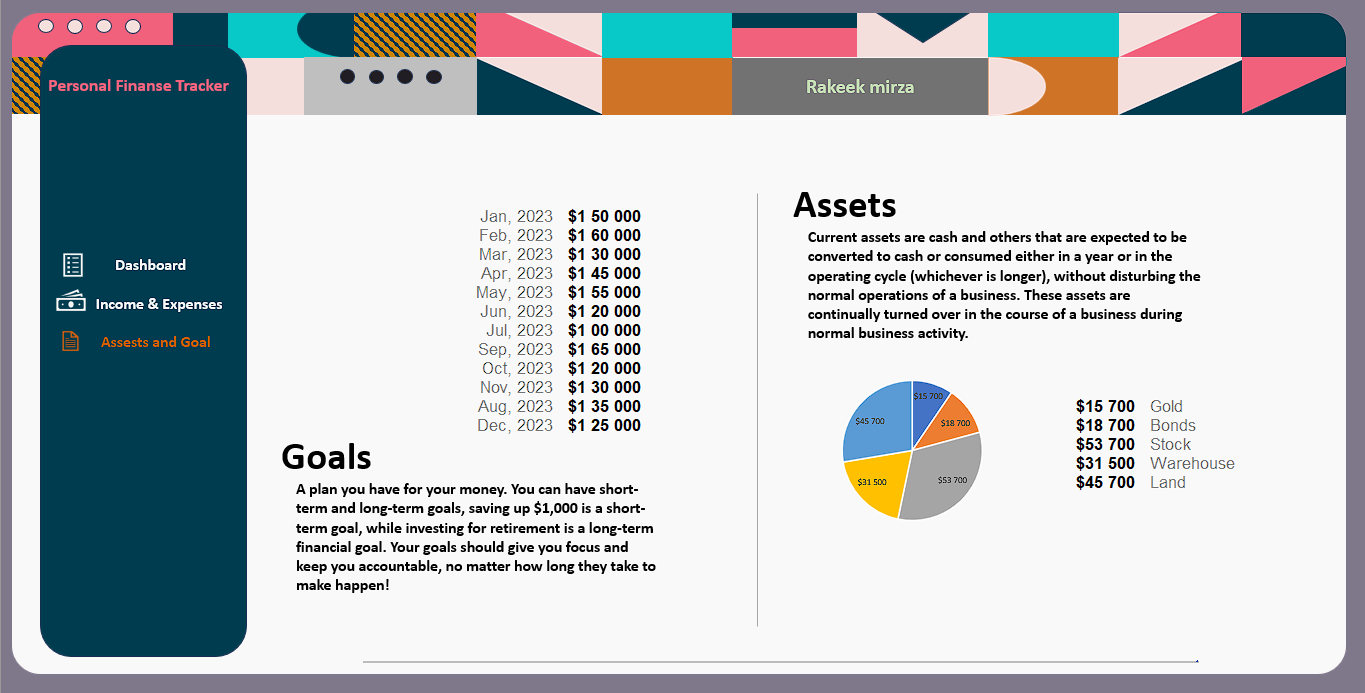 Personal Finanse Tracker
Rakeek mirza
Dashboard
Income & Expenses
Assests and Goal
Jan, 2023 $1 50 000
Feb, 2023 $1 60 000
Mar, 2023 $1 30 000
Apr, 2023 $1 45 000
May, 2023 $1 55 000
Jun, 2023 $1 20 000
Jul, 2023 $1 00 000
Sep, 2023 $1 65 000
Oct, 2023 $1 20 000
Nov, 2023 $1 30 000
Aug, 2023 $1 35 000
Dec, 2023 $1 25 000
Goals
A plan you have for your money. You can have short-
term and long-term goals, saving up $1,000 is a short-
term goal, while investing for retirement is a long-term
financial goal. Your goals should give you focus and
keep you accountable, no matter how long they take to
make happen!
Assets
Current assets are cash and others that are expected to be
converted to cash or consumed either in a year or in the
operating cycle (whichever is longer), without disturbing the
normal operations of a business. These assets are
continually turned over in the course of a business during
normal business activity.
$15 700
$18 700
$53 700
$31 500
$45 700
$15 700 Gold
$18 700 Bonds
$53 700 Stock
$31 500 Warehouse
$45 700 Land